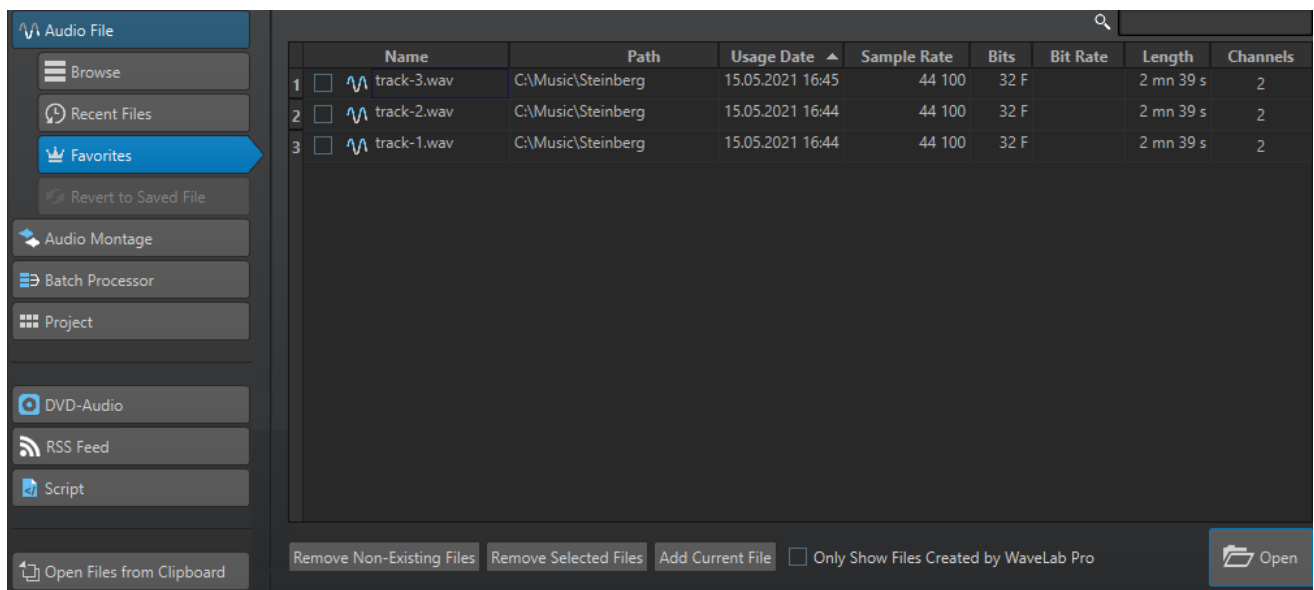 Audio File
Browse
Recent Files
Favorites
Revert to Saved File
Audio Montage
Batch Processor
Project
DVD-Audio
RSS Feed
Script
Open Files from Clipboard
Name Path Usage Date Sample Rate Bits Bit Rate Length Channels
1 track-3.wav C:\Music\Steinberg 15.05.2021 16:45 44 100 32 F 2 mn 39 s 2
2 track-2.wav C:\Music\Steinberg 15.05.2021 16:44 44 100 32 F 2 mn 39 s 2
3 track-1.wav C:\Music\Steinberg 15.05.2021 16:44 44 100 32 F 2 mn 39 s 2
Remove Non-Existing Files Remove Selected Files Add Current File Only Show Files Created by WaveLab Pro Open